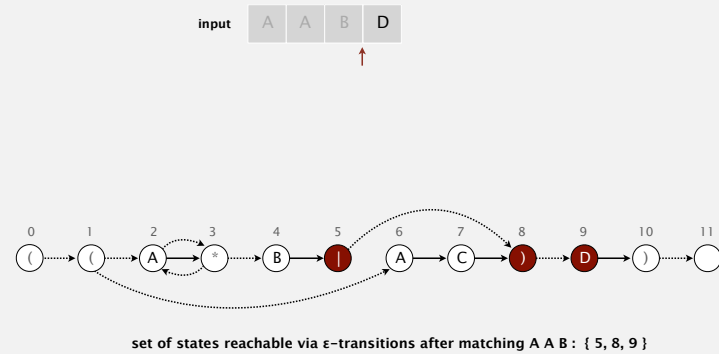 input A A B D
0 1 2 3 4 5 6 7 8 9 10 11
( ( A * B | A C ) D )
set of states reachable via ε-transitions after matching A A B : { 5, 8, 9 }